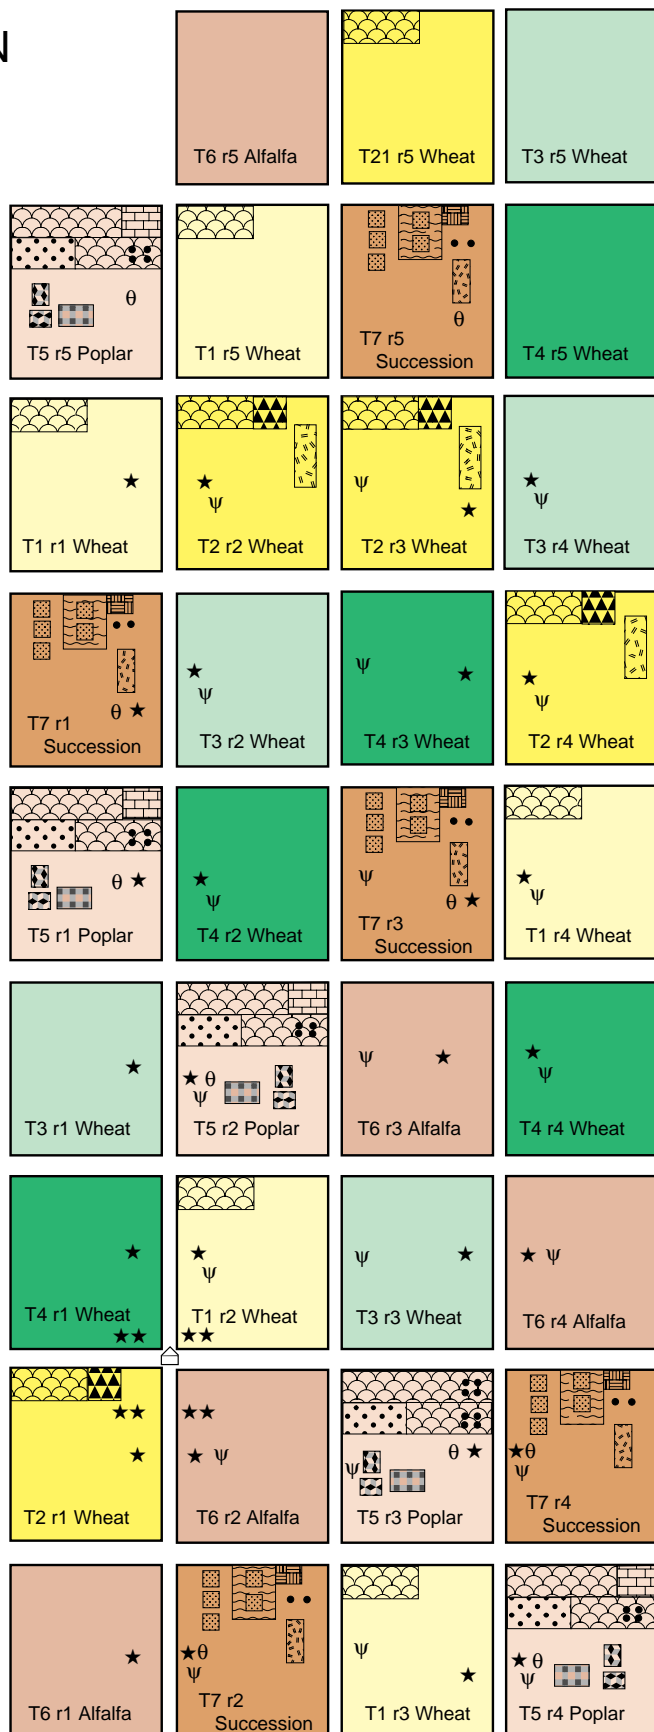 N
T6 r5 Alfalfa
T21 r5 Wheat
T3 r5 Wheat
θ
T5 r5 Poplar
T1 r5 Wheat
θ
T7 r5
Succession
T4 r5 Wheat
T1 r1 Wheat
ψ
T2 r2 Wheat
ψ
T2 r3 Wheat
ψ
T3 r4 Wheat
θ
T7 r1
Succession
ψ
T3 r2 Wheat
ψ
T4 r3 Wheat
ψ
T2 r4 Wheat
θ
T5 r1 Poplar
ψ
T4 r2 Wheat
ψ
θ
T7 r3
Succession
ψ
T1 r4 Wheat
T3 r1 Wheat
θ
ψ
T5 r2 Poplar
ψ
T6 r3 Alfalfa
ψ
T4 r4 Wheat
T4 r1 Wheat
ψ
T1 r2 Wheat
ψ
T3 r3 Wheat
ψ
T6 r4 Alfalfa
T2 r1 Wheat
ψ
T6 r2 Alfalfa
θ
ψ
T5 r3 Poplar
θ
ψ
T7 r4
Succession
T6 r1 Alfalfa
θ
ψ
T7 r2
Succession
ψ
T1 r3 Wheat
θ
ψ
T5 r4 Poplar